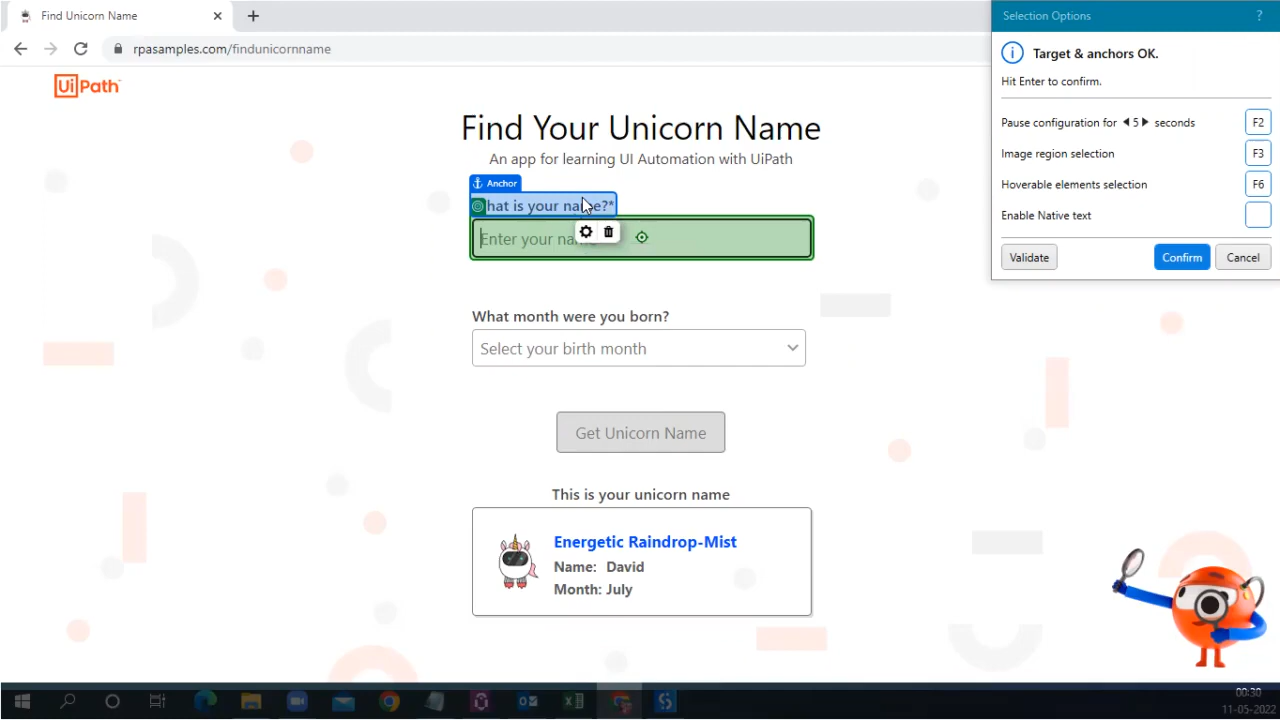 Find Unicorn Name
rpasamples.com/findunicornname
UiPath
Find Your Unicorn Name
An app for learning UI Automation with UiPath
Anchor
hat is your name?*
Enter your nam
What month were you born?
Select your birth month
Get Unicorn Name
This is your unicorn name
Energetic Raindrop-Mist
Name: David
Month: July
Selection Options ?
Target & anchors OK.
Hit Enter to confirm.
Pause configuration for 5 seconds F2
Image region selection F3
Hoverable elements selection F6
Enable Native text
Validate Confirm Cancel
00:30
11-05-2022